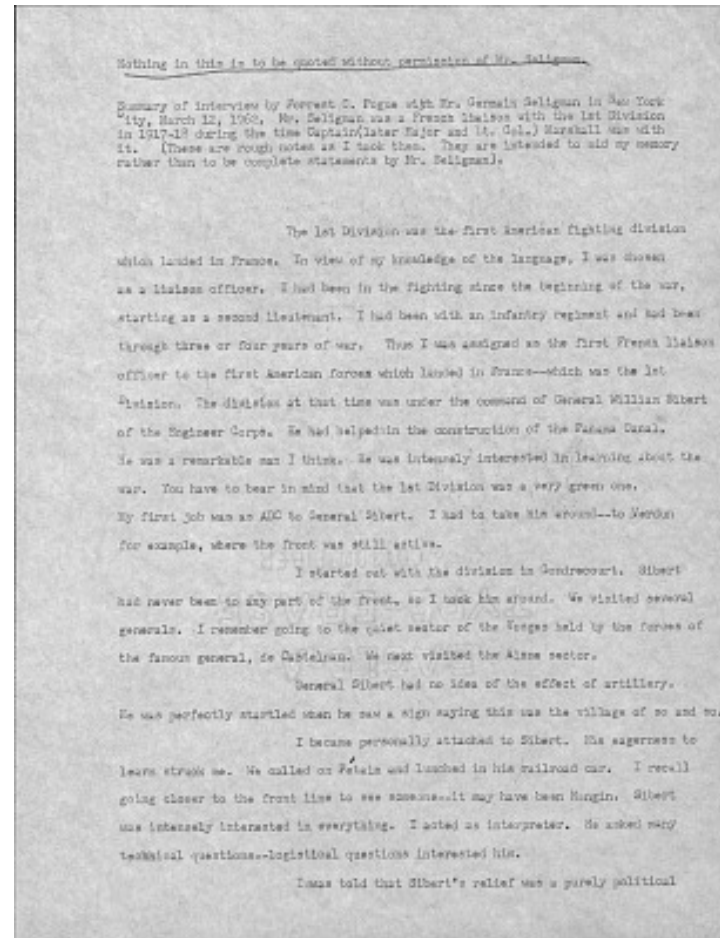 Nothing in this is to be quoted without permission of Mr. Seligman.
Summary of interview by Forrest C. Pogue with Mr. Germain Seligman in New York
City, March 12, 1962. Mr. Seligman was a French liaison with the 1st Division
in 1917-18 during the time Captain(later Major and Lt. Col.) Marshall was with
it. (These are rough notes as I took them. They are intended to aid my memory
rather than to be complete statements by Mr. Seligman).
The 1st Division was the first American fighting division
which landed in France. In view of my knowledge of the language, I was chosen
as a liaison officer. I had been in the fighting since the beginning of the war,
starting as a second lieutenant. I had been with an infantry regiment and had been
through three or four years of war. Thus I was assigned as the first French liaison
officer to the first American forces which landed in France--which was the 1st
Division. The division at that time was under the command of General William Sibert
of the Engineer Corps. He had helped in the construction of the Panama Canal.
He was a remarkable man I think. He was intensely interested in learning about the
war. You have to bear in mind that the 1st Division was a very green one.
My first job was as ADC to General Sibert. I had to take him around--to Verdun
for example, where the front was still active.
I started out with the division in Gondrecourt. Sibert
had never been to any part of the front, so I took him around. We visited several
generals. I remember going to the quiet sector of the Vosges held by the forces of
the famous general, de Castelnau. We next visited the Aisne sector.
General Sibert had no idea of the effect of artillery.
He was perfectly startled when he saw a sign saying this was the village of so and so.
I became personally attached to Sibert. His eagerness to
learn struck me. We called on Pétain and lunched in his railroad car. I recall
going closer to the front line to see someone--it may have been Mangin. Sibert
was intensely interested in everything. I acted as interpreter. He asked many
technical questions--logistical questions interested him.
I was told that Sibert's relief was a purely political